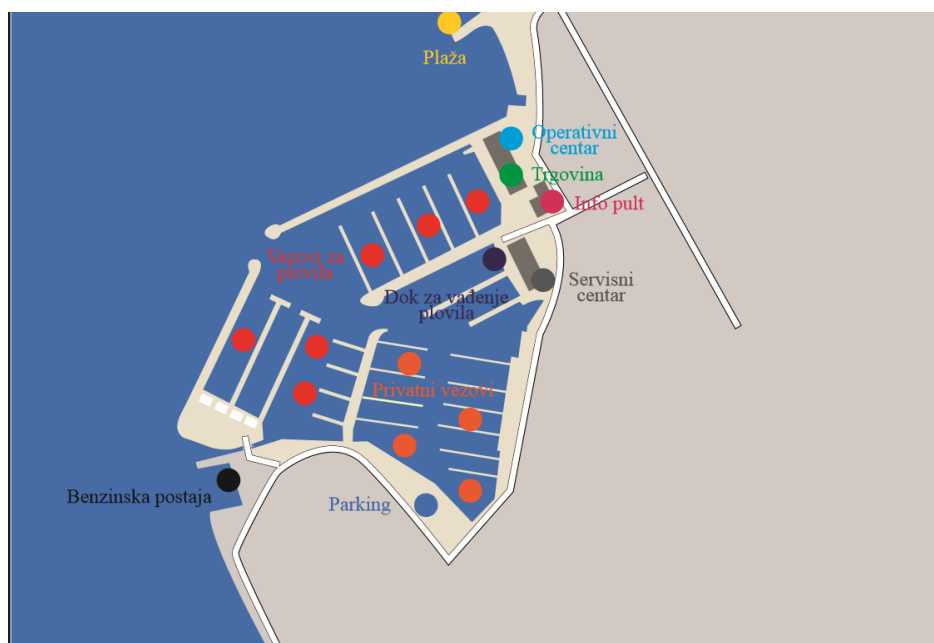 Plaža
Operativni
centar
Trgovina
Info pult
Vezovi za
plovila
Servisni
centar
Dok za vađenje
plovila
Privatni vezovi
Benzinska postaja
Parking